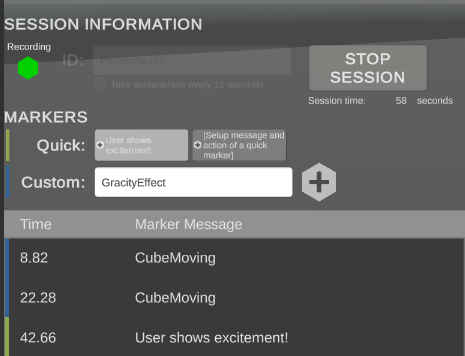 SESSION INFORMATION
Recording
ID: Participant10
STOP
SESSION
Take screenshots every 15 seconds
Session time: 58 seconds
MARKERS
Quick: User shows
excitement!
[Setup message and
action of a quick
marker]
Custom: GracityEffect
Time Marker Message
8.82 CubeMoving
22.28 CubeMoving
42.66 User shows excitement!